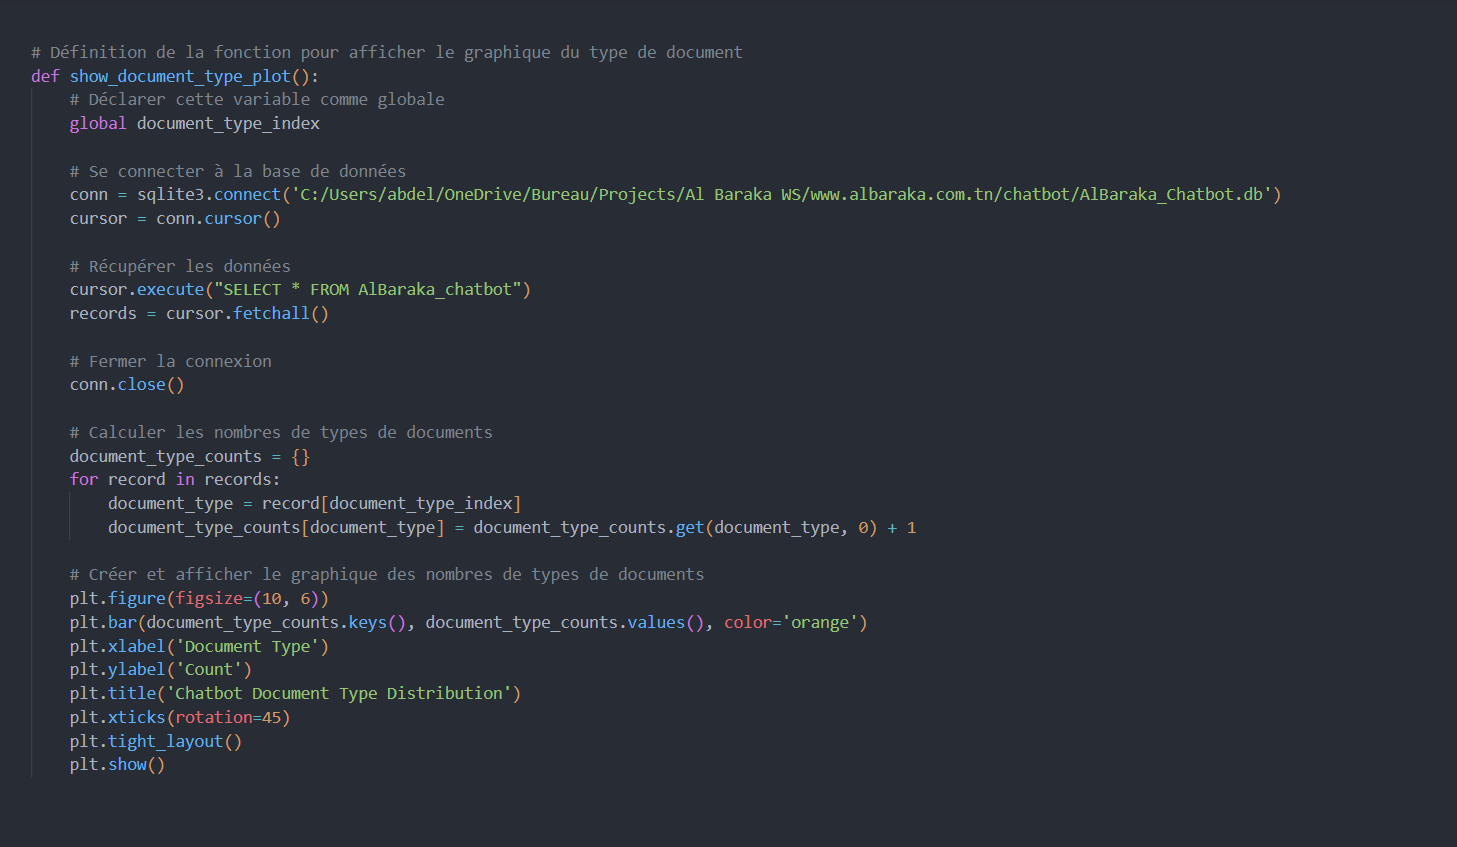 # Définition de la fonction pour afficher le graphique du type de document
def show_document_type_plot():
    # Déclarer cette variable comme globale
    global document_type_index
    # Se connecter à la base de données
    conn = sqlite3.connect('C:/Users/abdel/OneDrive/Bureau/Projects/Al Baraka WS/www.albaraka.com.tn/chatbot/AlBaraka_Chatbot.db')
    cursor = conn.cursor()
    # Récupérer les données
    cursor.execute("SELECT * FROM AlBaraka_chatbot")
    records = cursor.fetchall()
    # Fermer la connexion
    conn.close()
    # Calculer les nombres de types de documents
    document_type_counts = {}
    for record in records:
        document_type = record[document_type_index]
        document_type_counts[document_type] = document_type_counts.get(document_type, 0) + 1
    # Créer et afficher le graphique des nombres de types de documents
    plt.figure(figsize=(10, 6))
    plt.bar(document_type_counts.keys(), document_type_counts.values(), color='orange')
    plt.xlabel('Document Type')
    plt.ylabel('Count')
    plt.title('Chatbot Document Type Distribution')
    plt.xticks(rotation=45)
    plt.tight_layout()
    plt.show()